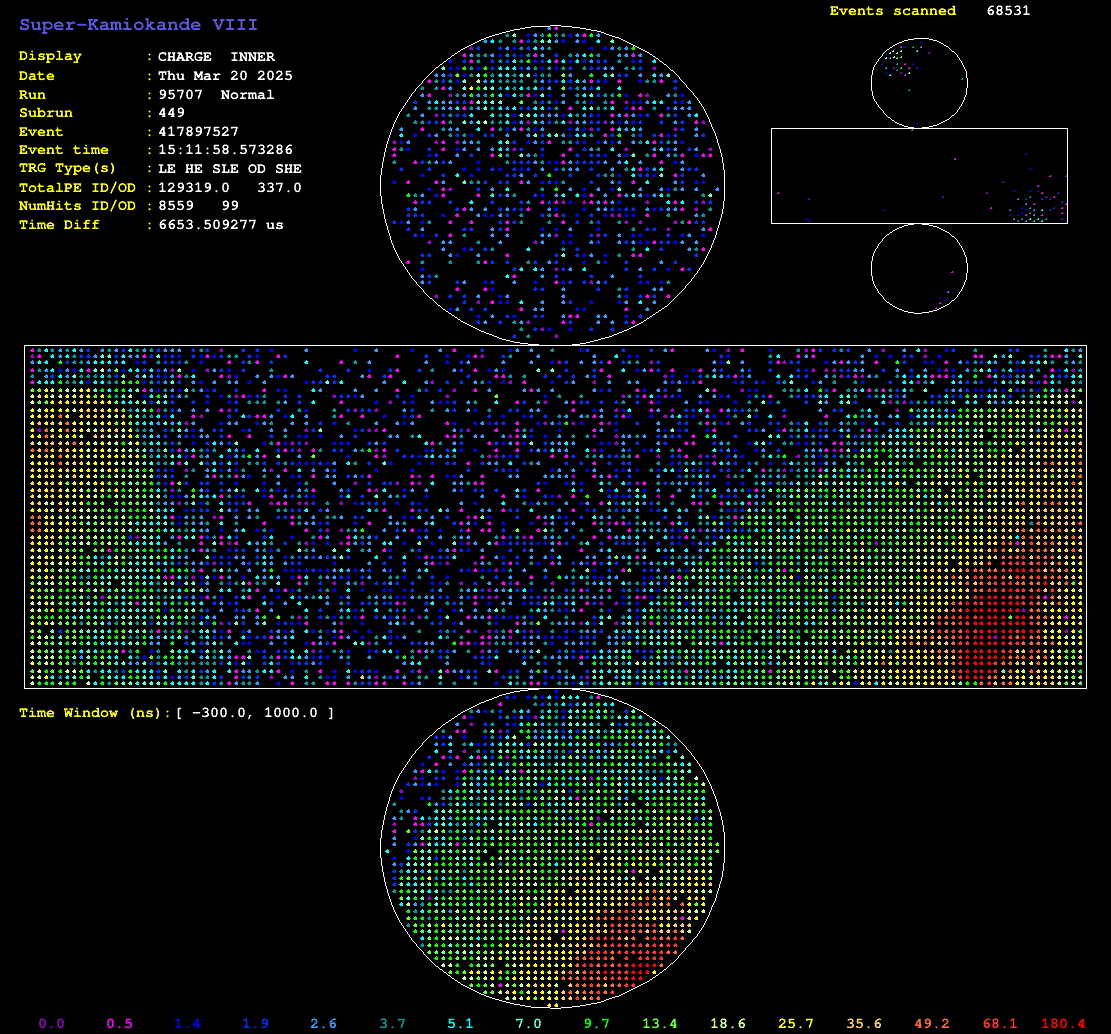 Super-Kamiokande VIII
Events scanned 68531
Display : CHARGE INNER
Date : Thu Mar 20 2025
Run : 95707 Normal
Subrun : 449
Event : 417897527
Event time : 15:11:58.573286
TRG Type(s) : LE HE SLE OD SHE
TotalPE ID/OD : 129319.0 337.0
NumHits ID/OD : 8559 99
Time Diff : 6653.509277 us
Time Window (ns):[ -300.0, 1000.0 ]
0.0 0.5 1.4 1.9 2.6 3.7 5.1 7.0 9.7 13.4 18.6 25.7 35.6 49.2 68.1 180.4